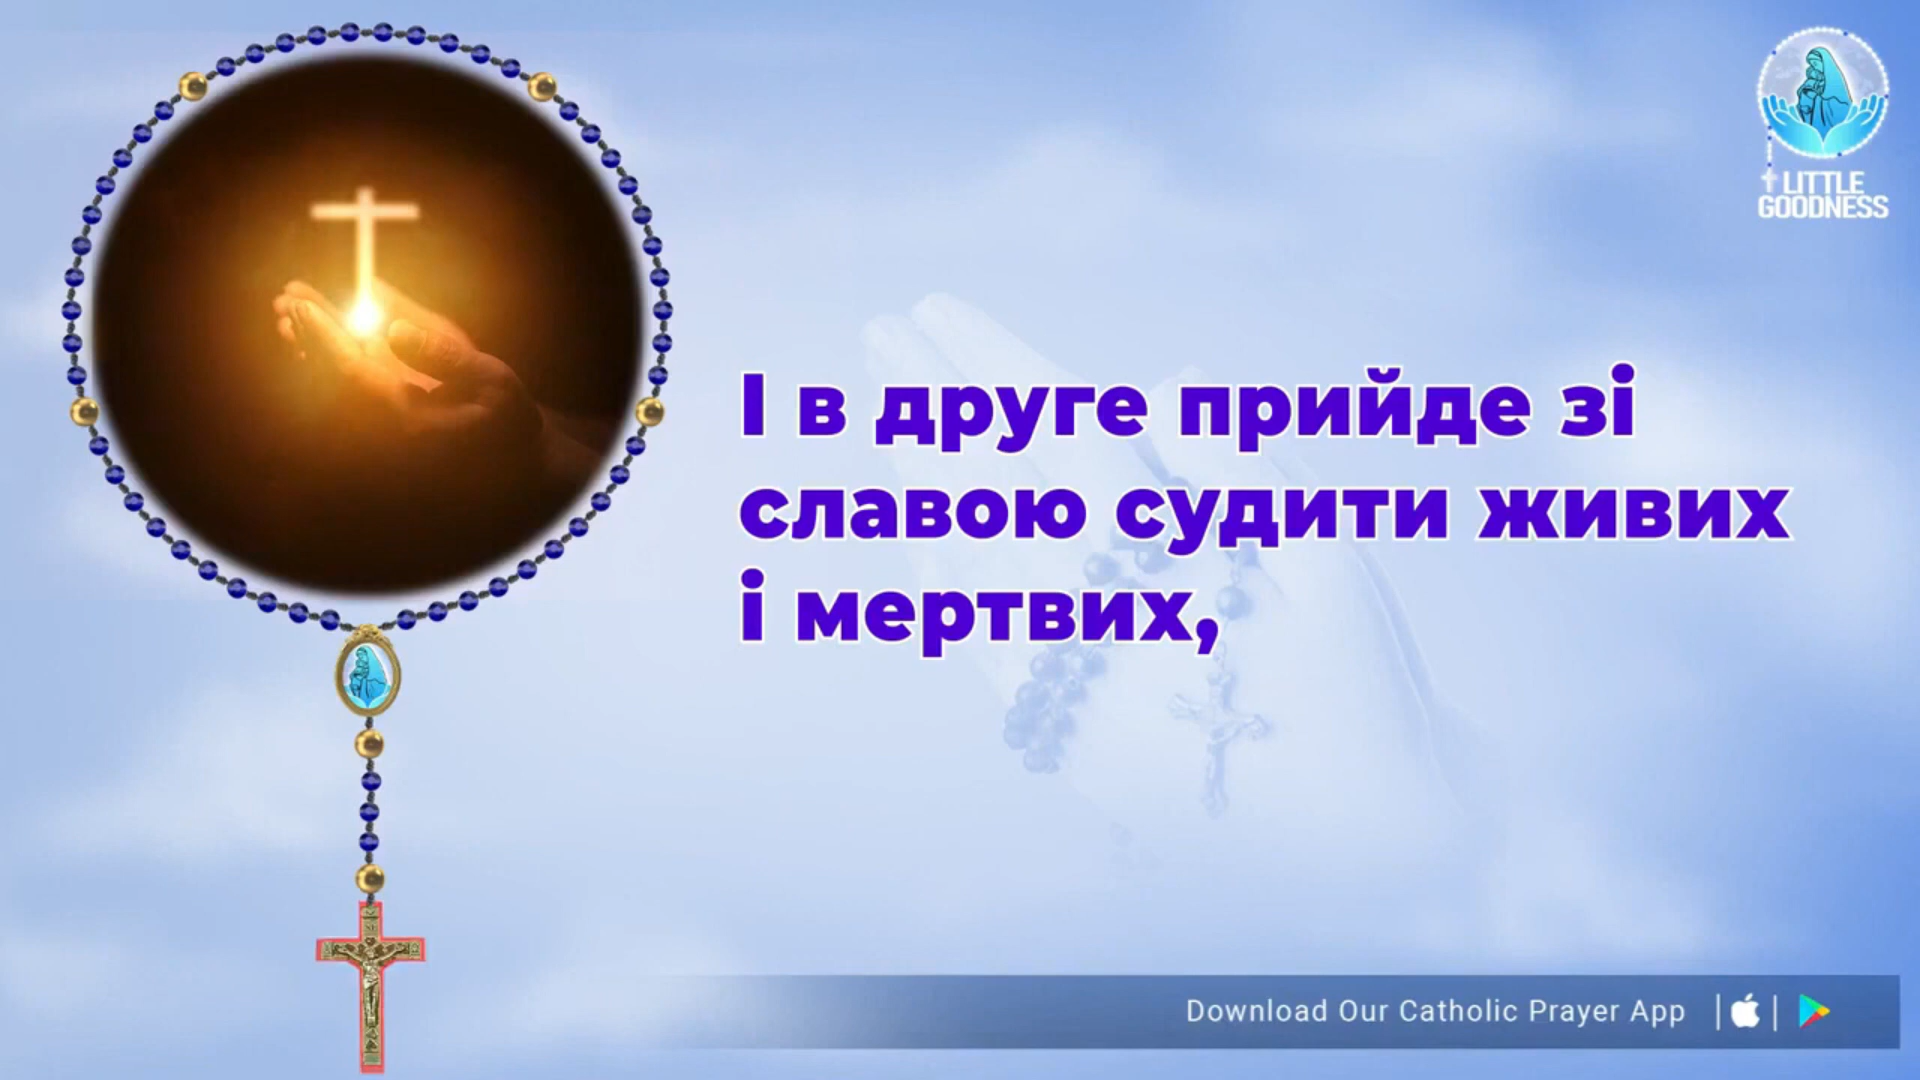 LITTLE
GOODNESS
І в друге прийде зі
славою судити живих
і мертвих,
Download Our Catholic Prayer App